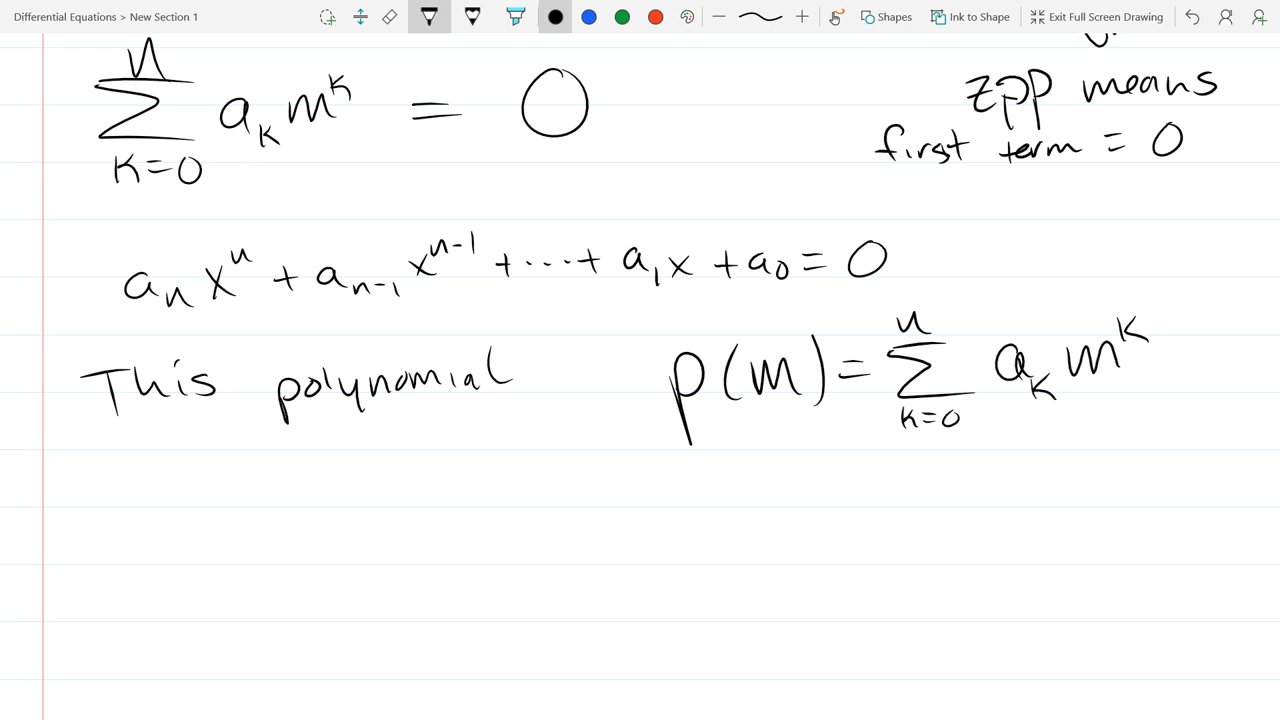 Differential Equations > New Section 1
Shapes
Ink to Shape
Exit Full Screen Drawing
n
∑ a_k m^k = 0
k=0
zpp means
first term = 0
a_n x^n + a_{n-1} x^{n-1} + ... + a_1 x + a_0 = 0
This polynomial p(m) = ∑_{k=0}^{n} a_k m^k